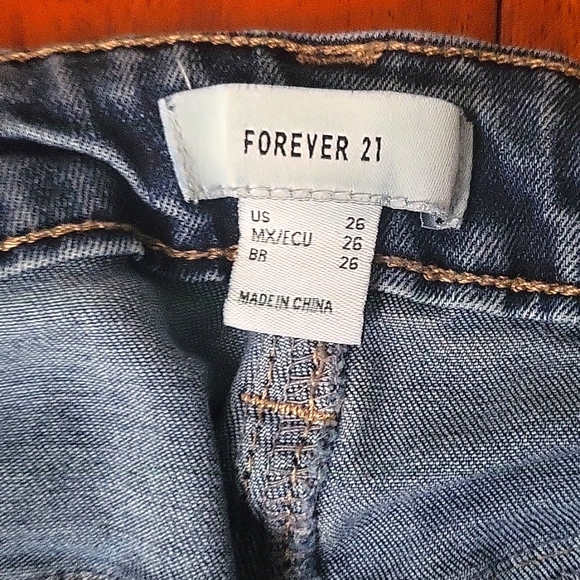 FOREVER 21
US 26
MX/ECU 26
BR 26
MADE IN CHINA